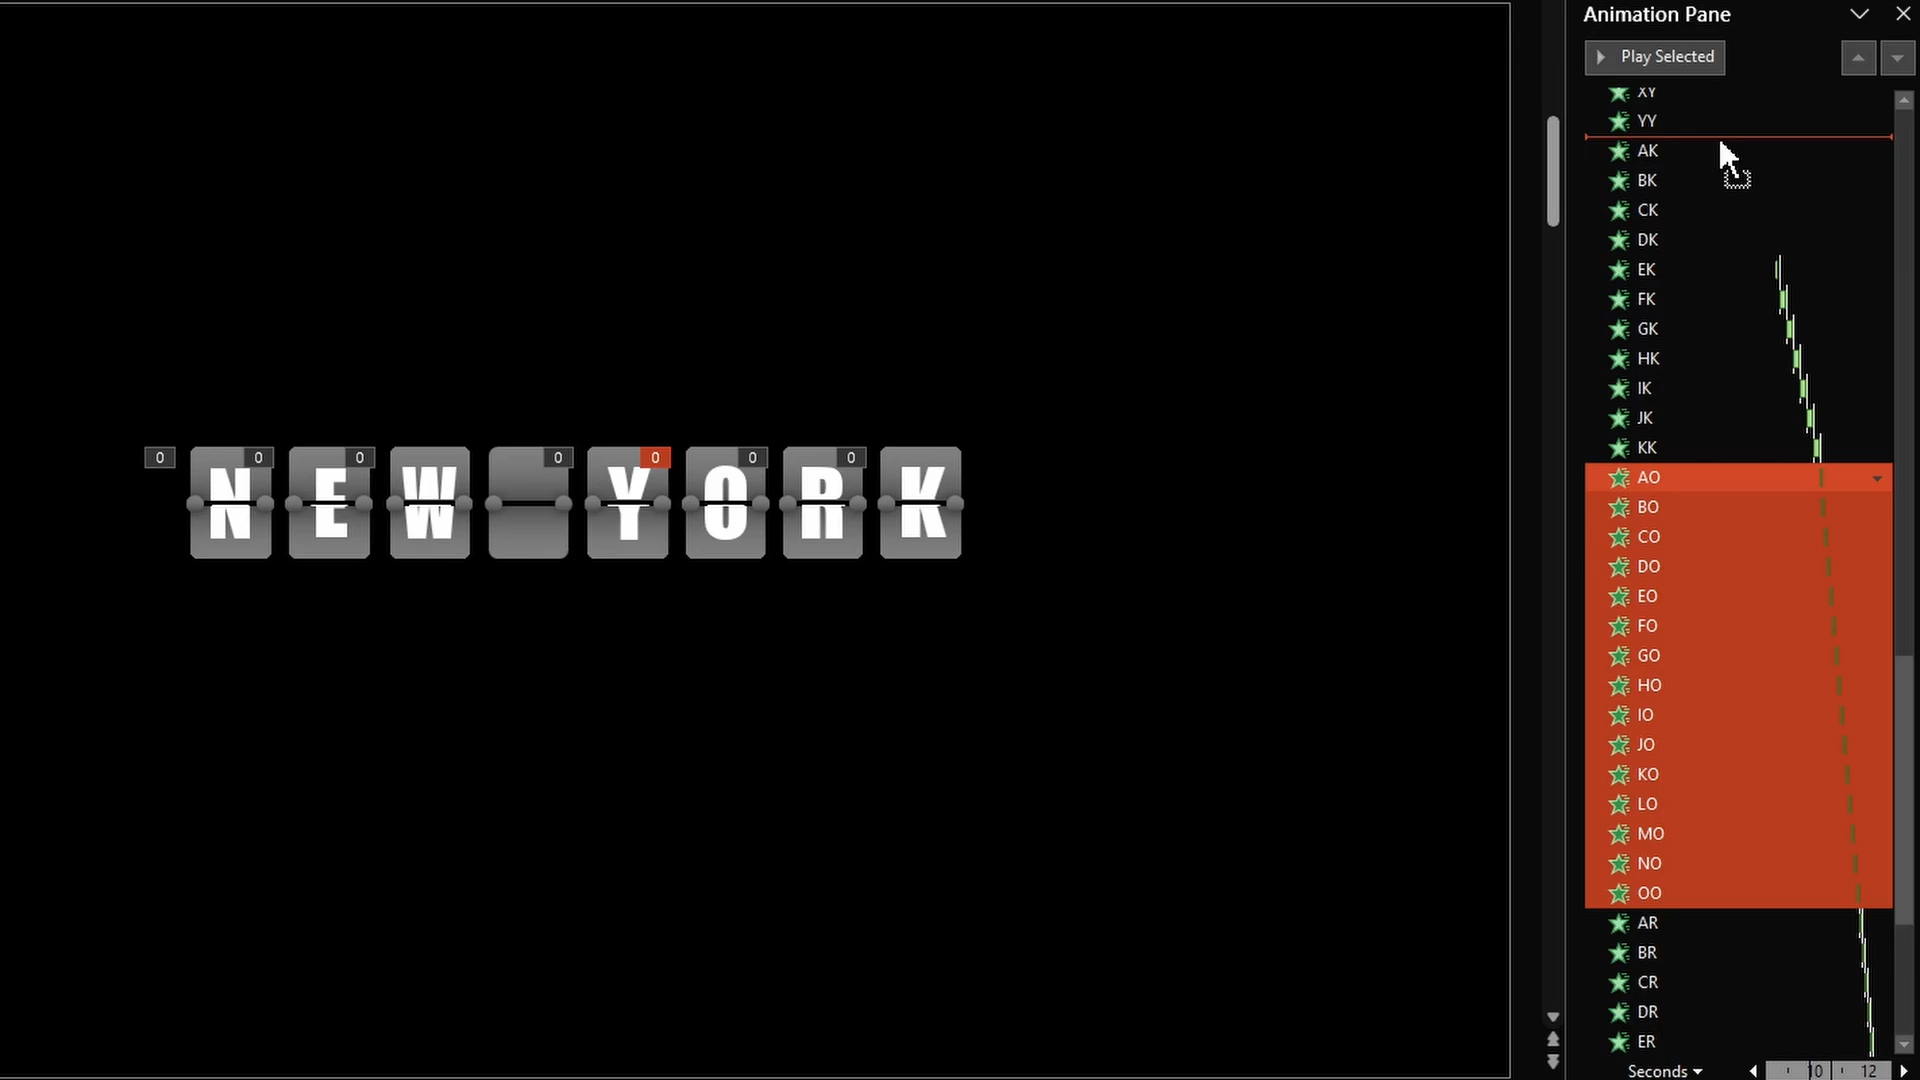 Animation Pane
Play Selected
XY
YY
AK
BK
CK
DK
EK
FK
GK
HK
IK
JK
KK
0 0 0 0 0 0 0
NEW YORK
AO
BO
CO
DO
EO
FO
GO
HO
IO
JO
KO
LO
MO
NO
OO
AR
BR
CR
DR
ER
Seconds 10 12